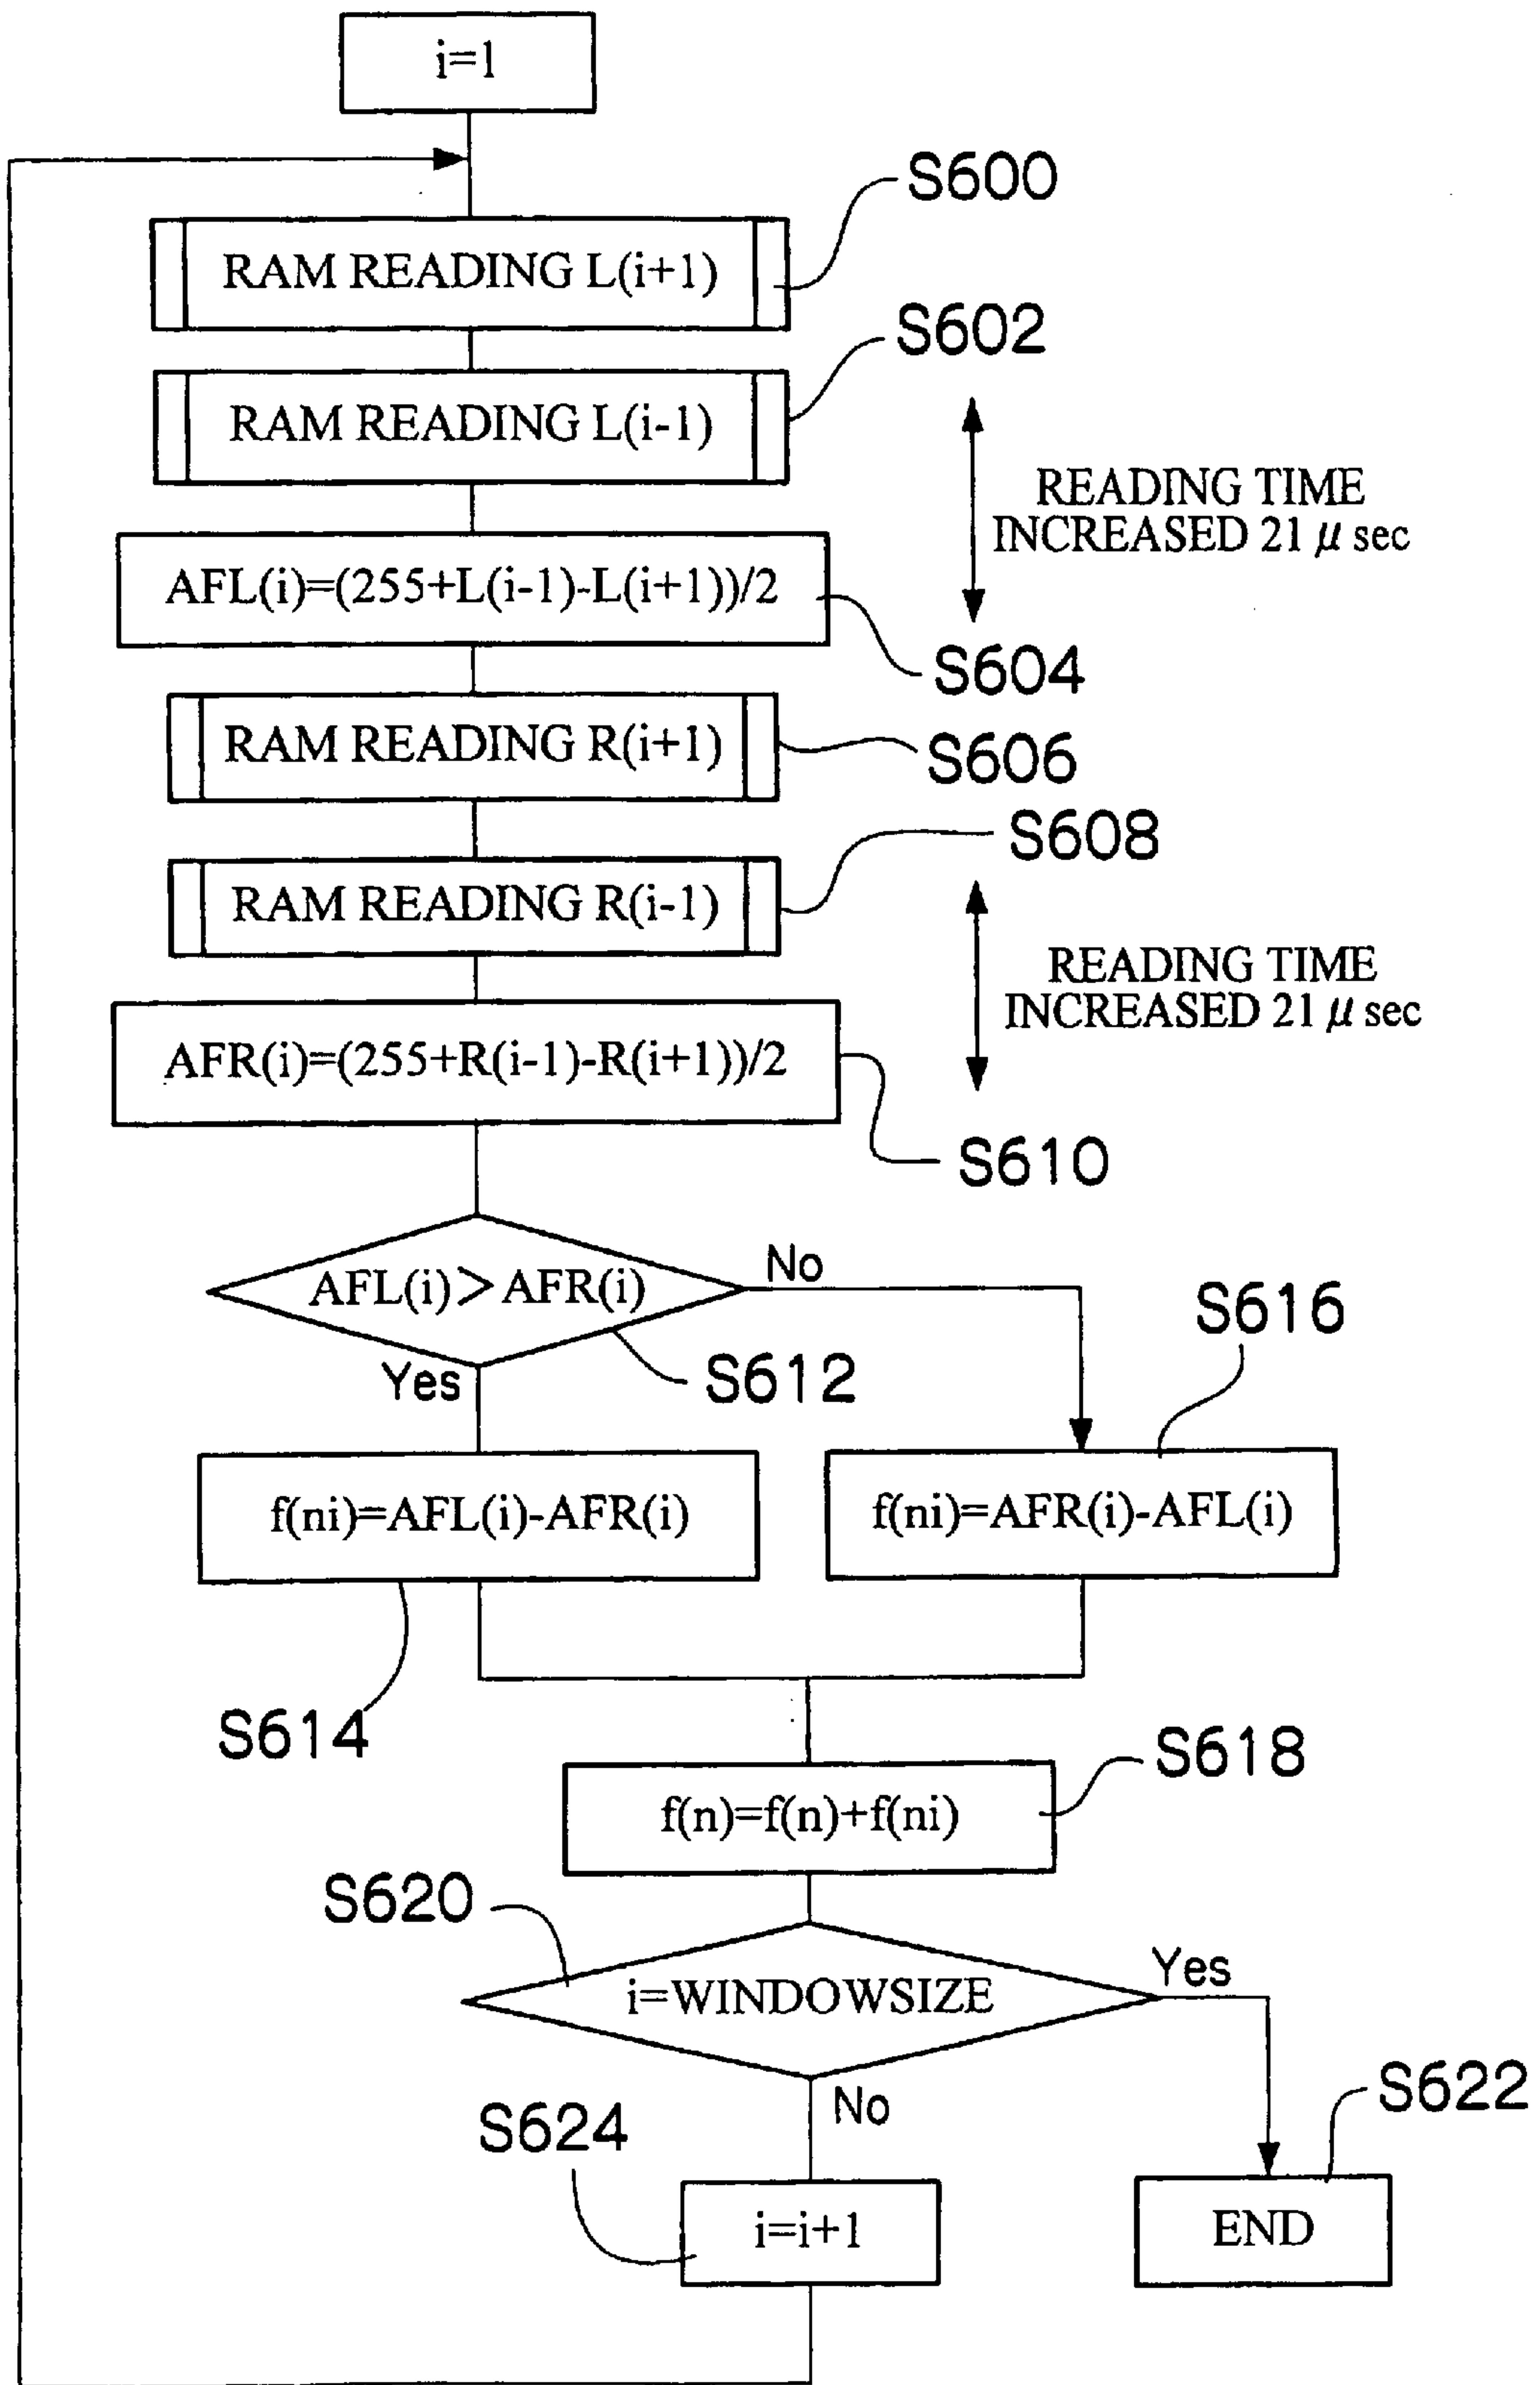 i=1
S600
RAM READING L(i+1)
S602
RAM READING L(i-1)
READING TIME
INCREASED 21 μ sec
AFL(i)=(255+L(i-1)-L(i+1))/2
S604
RAM READING R(i+1)
S606
S608
RAM READING R(i-1)
READING TIME
INCREASED 21 μ sec
AFR(i)=(255+R(i-1)-R(i+1))/2
S610
No
AFL(i)>AFR(i)
S616
Yes
S612
f(ni)=AFL(i)-AFR(i)
f(ni)=AFR(i)-AFL(i)
S614
S618
f(n)=f(n)+f(ni)
S620
Yes
i=WINDOWSIZE
S622
No
S624
i=i+1
END